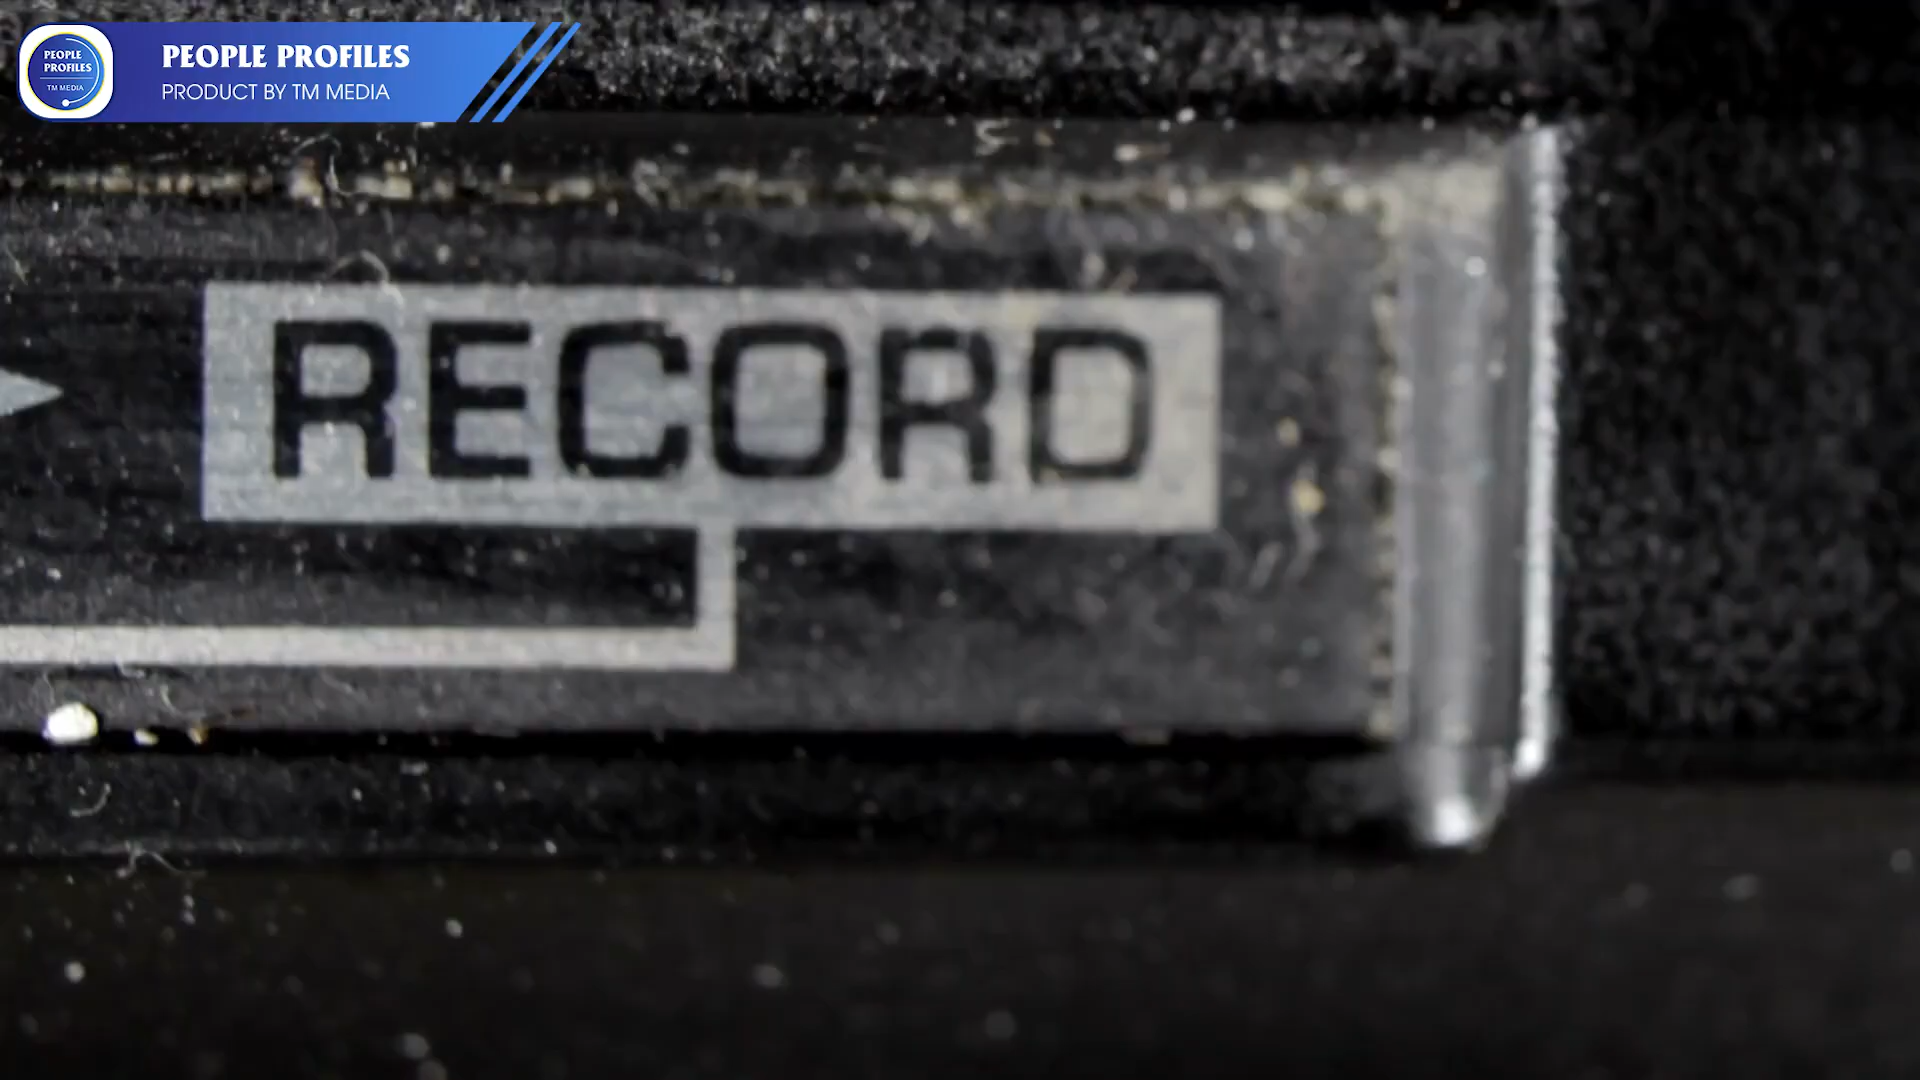 PEOPLE
PROFILES
TM MEDIA
PEOPLE PROFILES
PRODUCT BY TM MEDIA
RECORD